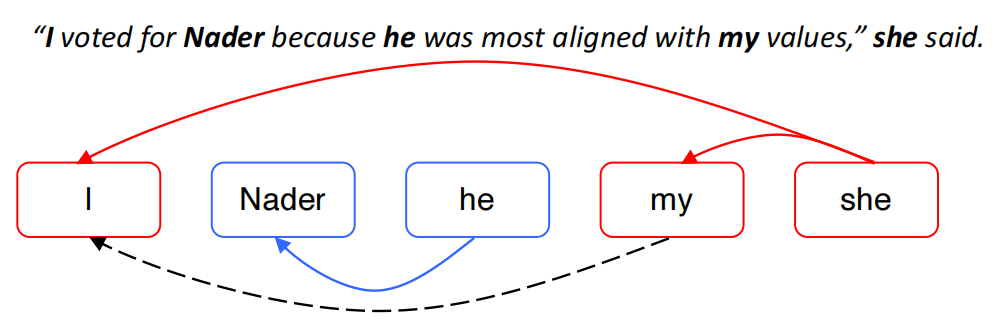 “I voted for Nader because he was most aligned with my values,” she said.
I Nader he my she